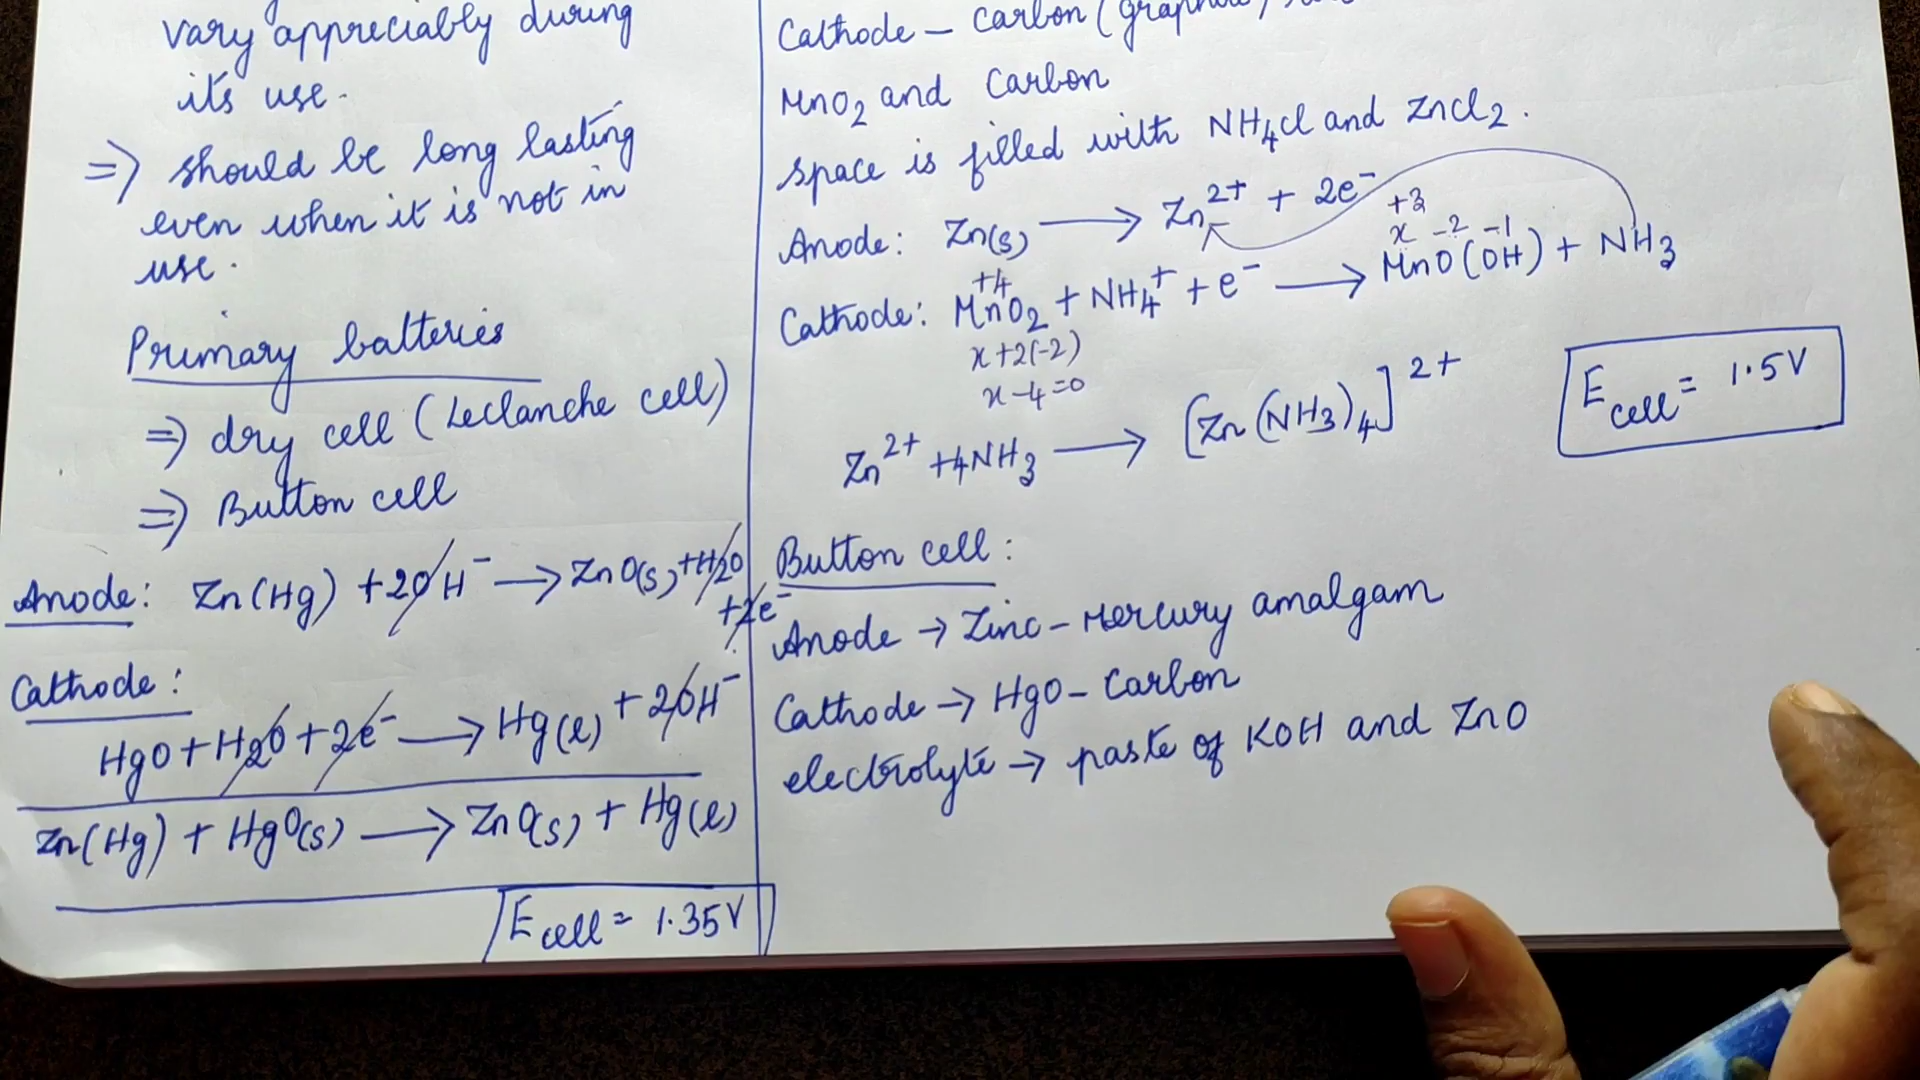 vary appreciably during
its use.
=> should be long lasting
even when it is not in
use.
Primary batteries
=> dry cell (Leclanche cell)
=> Button cell
Anode: Zn(Hg) + 2OH⁻ → ZnO(s) + H2O
+2e⁻
Cathode:
HgO + H2O + 2e⁻ → Hg(l) + 2OH⁻
Zn(Hg) + HgO(s) → ZnO(s) + Hg(l)
E cell = 1.35V
Cathode – Carbon (graphite)
MnO2 and Carbon
space is filled with NH4Cl and ZnCl2.
Anode: Zn(s) → Zn²⁺ + 2e⁻
+3
x -2 -1
+4
Cathode: MnO2 + NH4⁺ + e⁻ → MnO(OH) + NH3
x+2(-2)
x-4=0
Zn²⁺ + 4NH3 → [Zn(NH3)4]²⁺
E cell = 1.5V
Button cell:
Anode → Zinc-Mercury amalgam
Cathode → HgO - Carbon
electrolyte → paste of KOH and ZnO